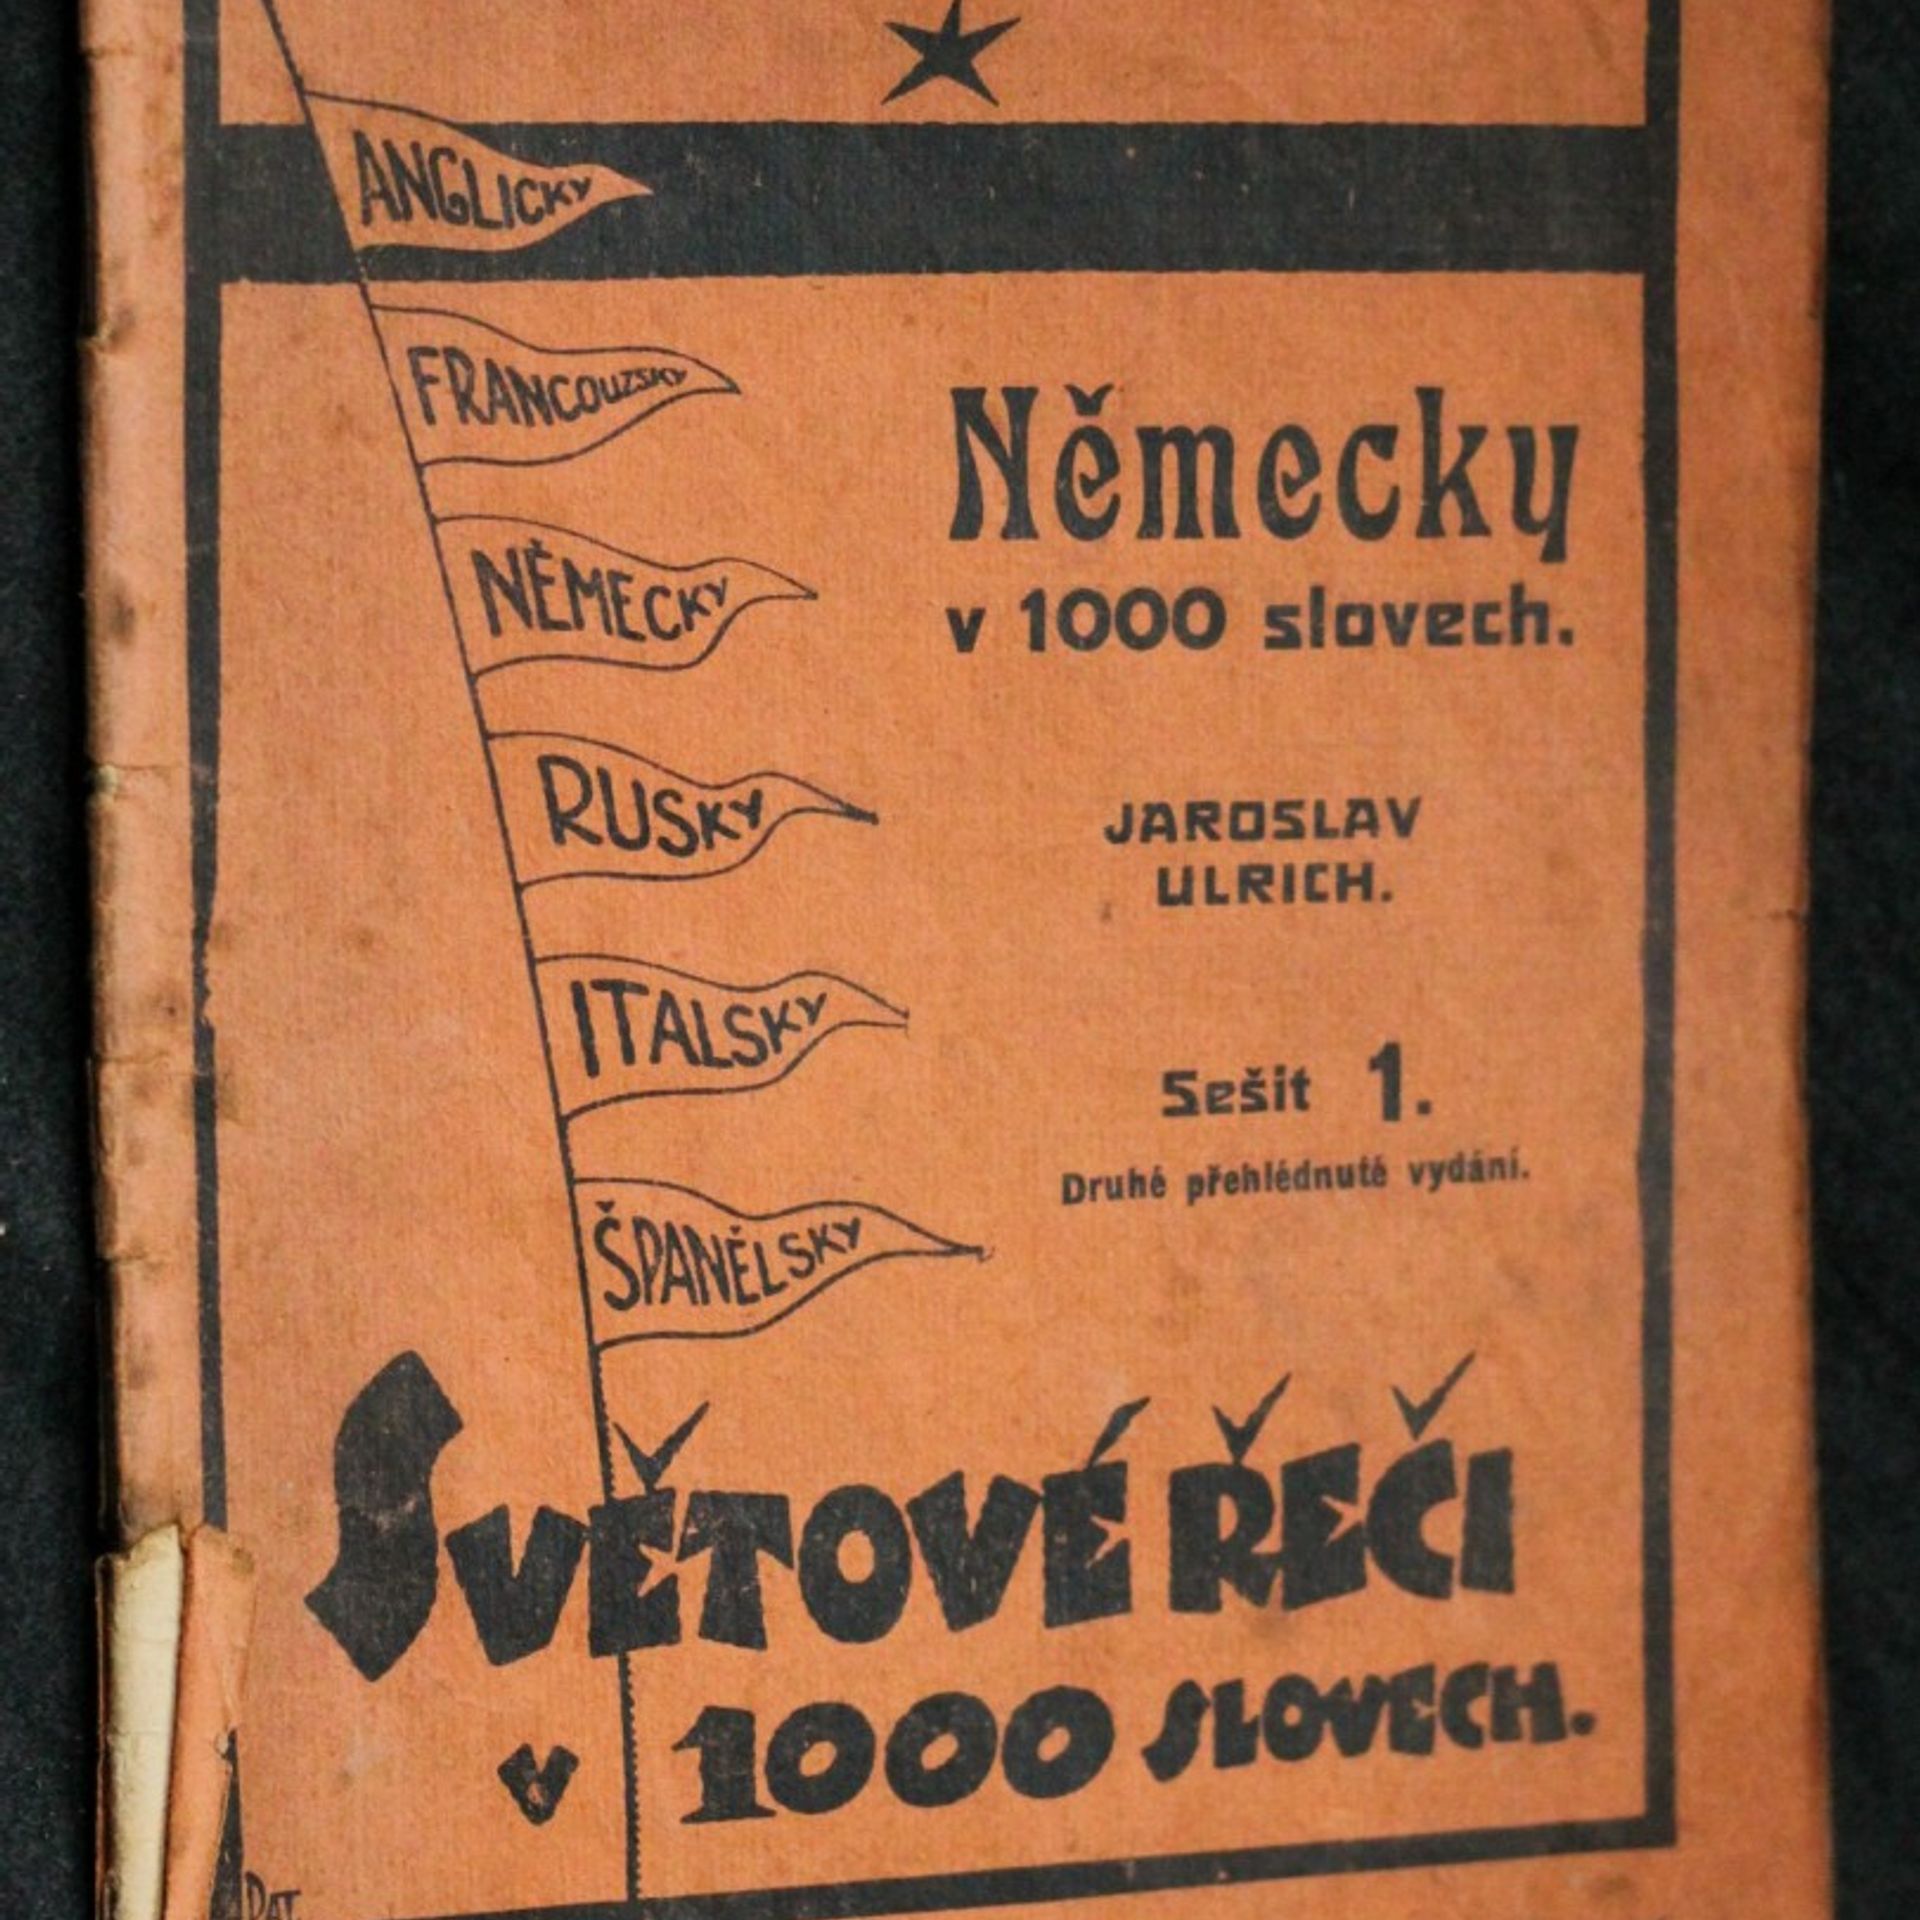 ANGLICKY
FRANCOUZSKY
NĚMECKY
RUSKY
ITALSKY
ŠPANĚLSKY
Německy
v 1000 slovech.
JAROSLAV
ULRICH.
Sešit 1.
Druhé přehlédnuté vydání.
SVĚTOVÉ ŘEČI
v 1000 SLOVECH.